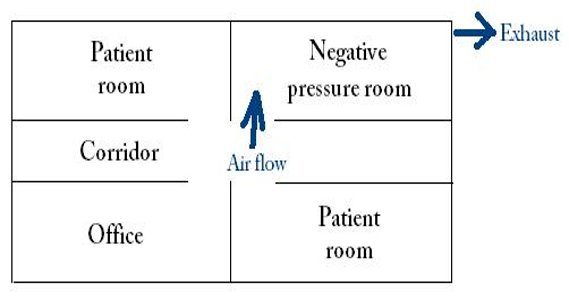 Patient
room
Negative
pressure room
Exhaust
Corridor
Air flow
Office
Patient
room